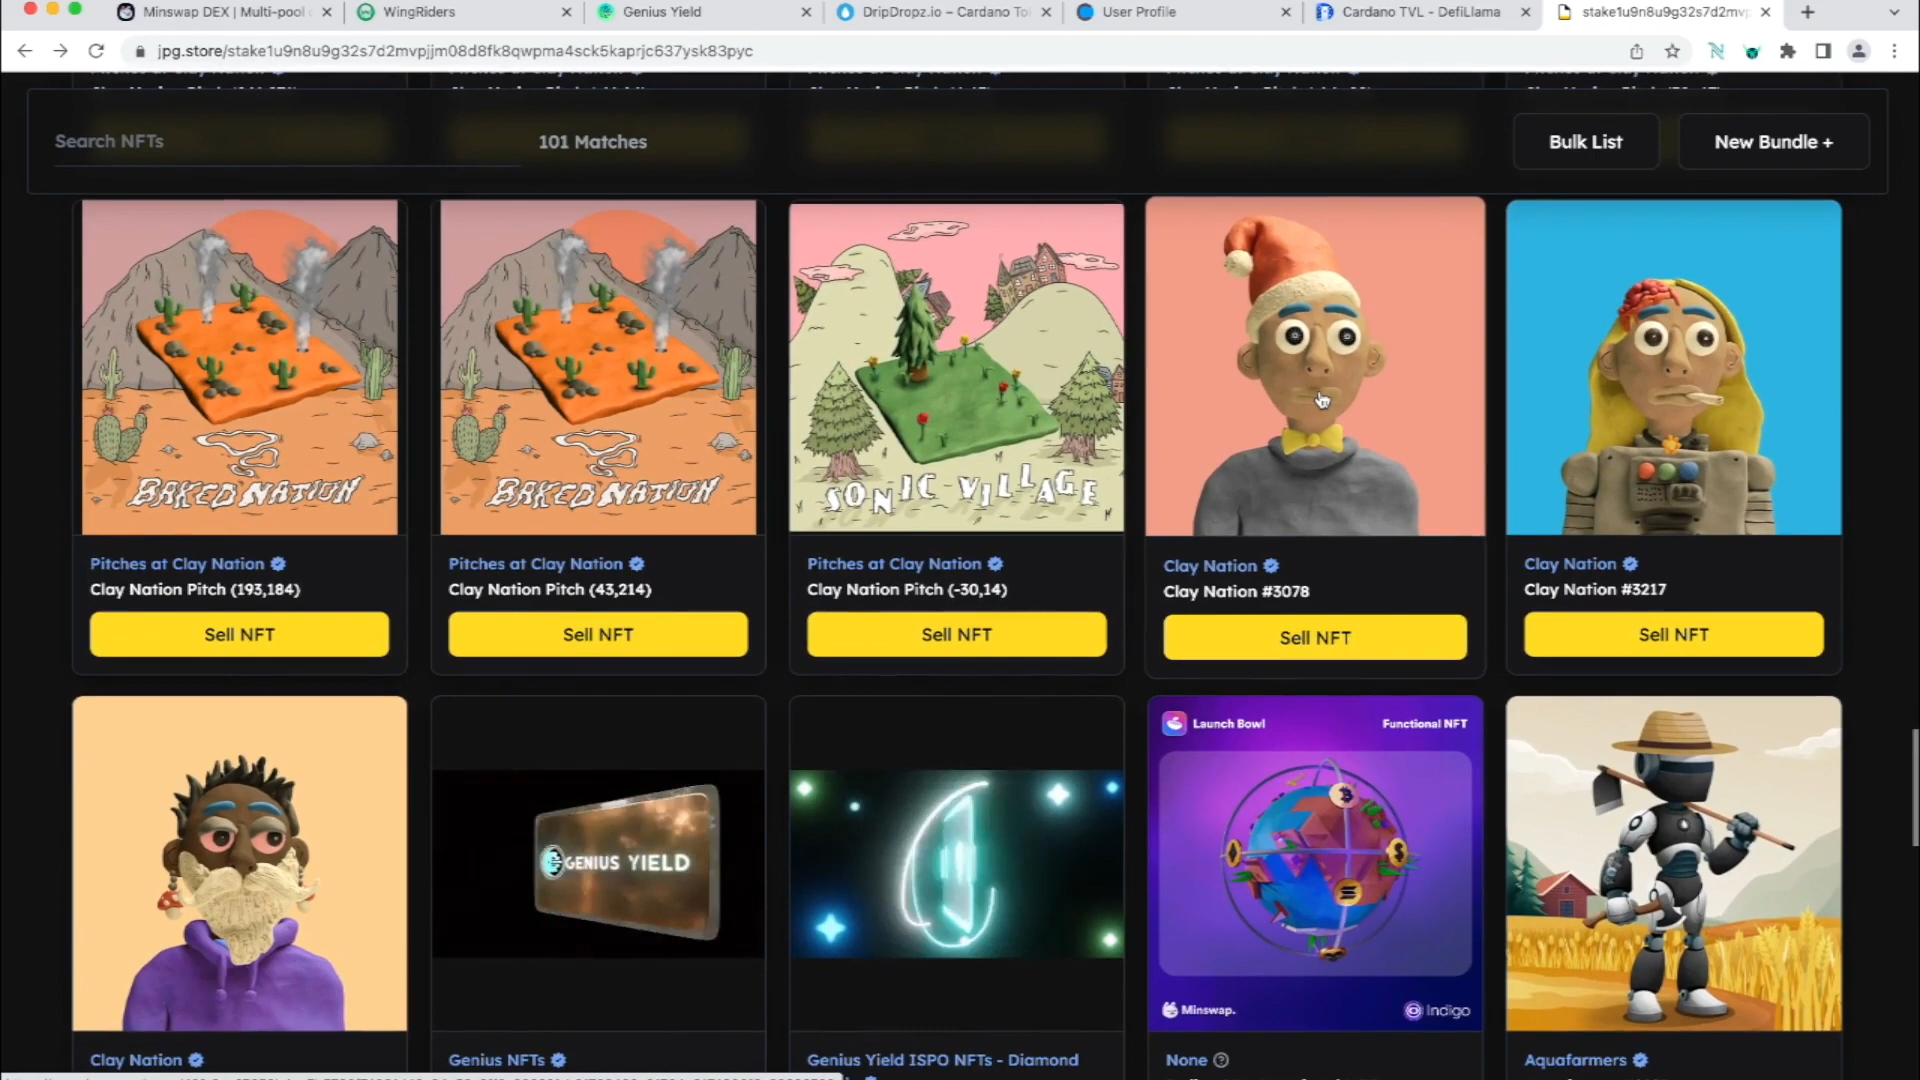 Minswap DEX | Multi-pool
WingRiders
Genius Yield
DripDropz.io – Cardano To
User Profile
Cardano TVL - DefiLlama
stake1u9n8u9g32s7d2mvp
jpg.store/stake1u9n8u9g32s7d2mvpjjm08d8fk8qwpma4sck5kaprjc637ysk83pyc
Search NFTs
101 Matches
Bulk List
New Bundle +
BAKED NATION
BAKED NATION
SONIC VILLAGE
Pitches at Clay Nation
Clay Nation Pitch (193,184)
Sell NFT
Pitches at Clay Nation
Clay Nation Pitch (43,214)
Sell NFT
Pitches at Clay Nation
Clay Nation Pitch (-30,14)
Sell NFT
Clay Nation
Clay Nation #3078
Sell NFT
Clay Nation
Clay Nation #3217
Sell NFT
GENIUS YIELD
Launch Bowl
Functional NFT
Minswap.
Indigo
Clay Nation
Genius NFTs
Genius Yield ISPO NFTs - Diamond
None
Aquafarmers